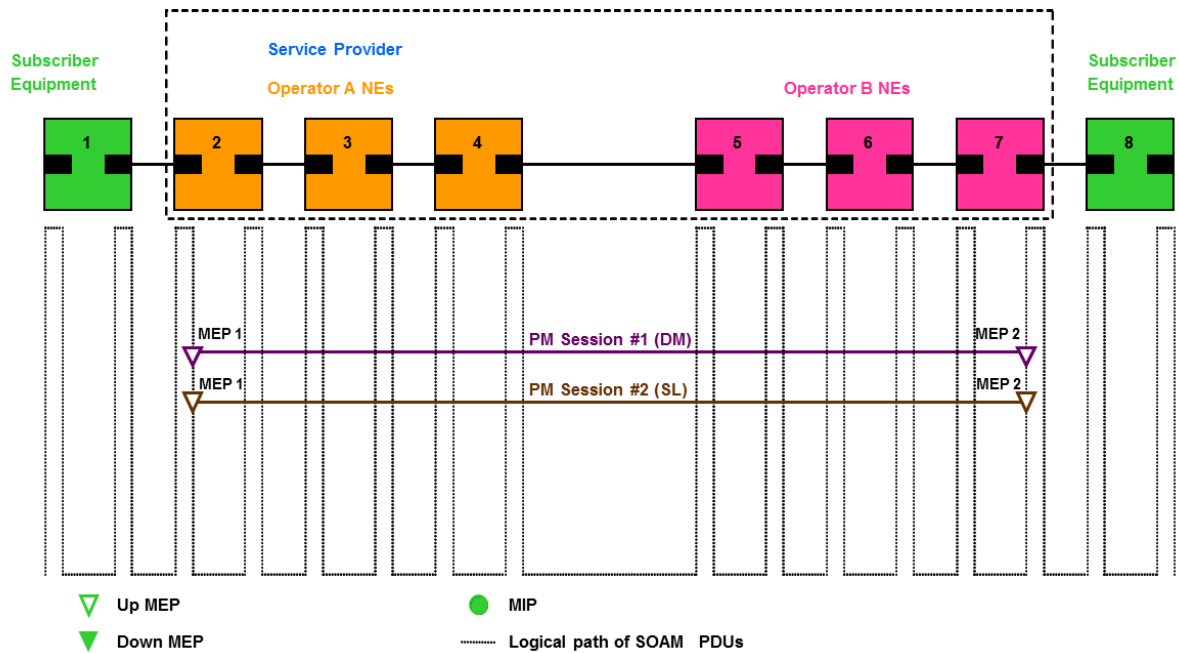 Service Provider
Subscriber
Equipment
Operator A NEs
Operator B NEs
Subscriber
Equipment
1
2
3
4
5
6
7
8
MEP 1
PM Session #1 (DM)
MEP 2
MEP 1
PM Session #2 (SL)
MEP 2
Up MEP
MIP
Down MEP
Logical path of SOAM PDUs